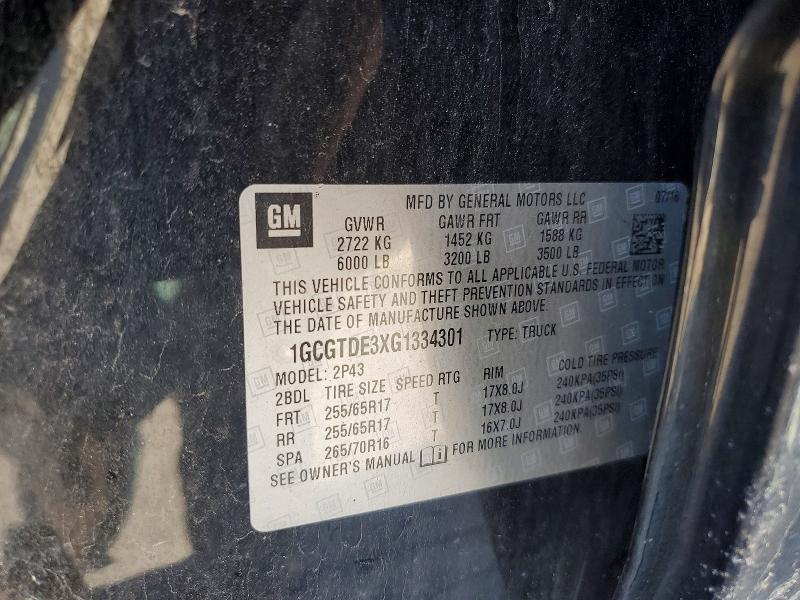 GM
MFD BY GENERAL MOTORS LLC 07/16
GVWR GAWR FRT GAWR RR
2722 KG 1452 KG 1588 KG
6000 LB 3200 LB 3500 LB
THIS VEHICLE CONFORMS TO ALL APPLICABLE U.S. FEDERAL MOTOR
VEHICLE SAFETY AND THEFT PREVENTION STANDARDS IN EFFECT ON
THE DATE OF MANUFACTURE SHOWN ABOVE.
1GCGTDE3XG1334301 TYPE: TRUCK
MODEL: 2P43
2BDL TIRE SIZE SPEED RTG RIM COLD TIRE PRESSURE
FRT 255/65R17 T 17X8.0J 240KPA(35PSI)
RR 255/65R17 T 17X8.0J 240KPA(35PSI)
SPA 265/70R16 T 16X7.0J 240KPA(35PSI)
SEE OWNER'S MANUAL FOR MORE INFORMATION.